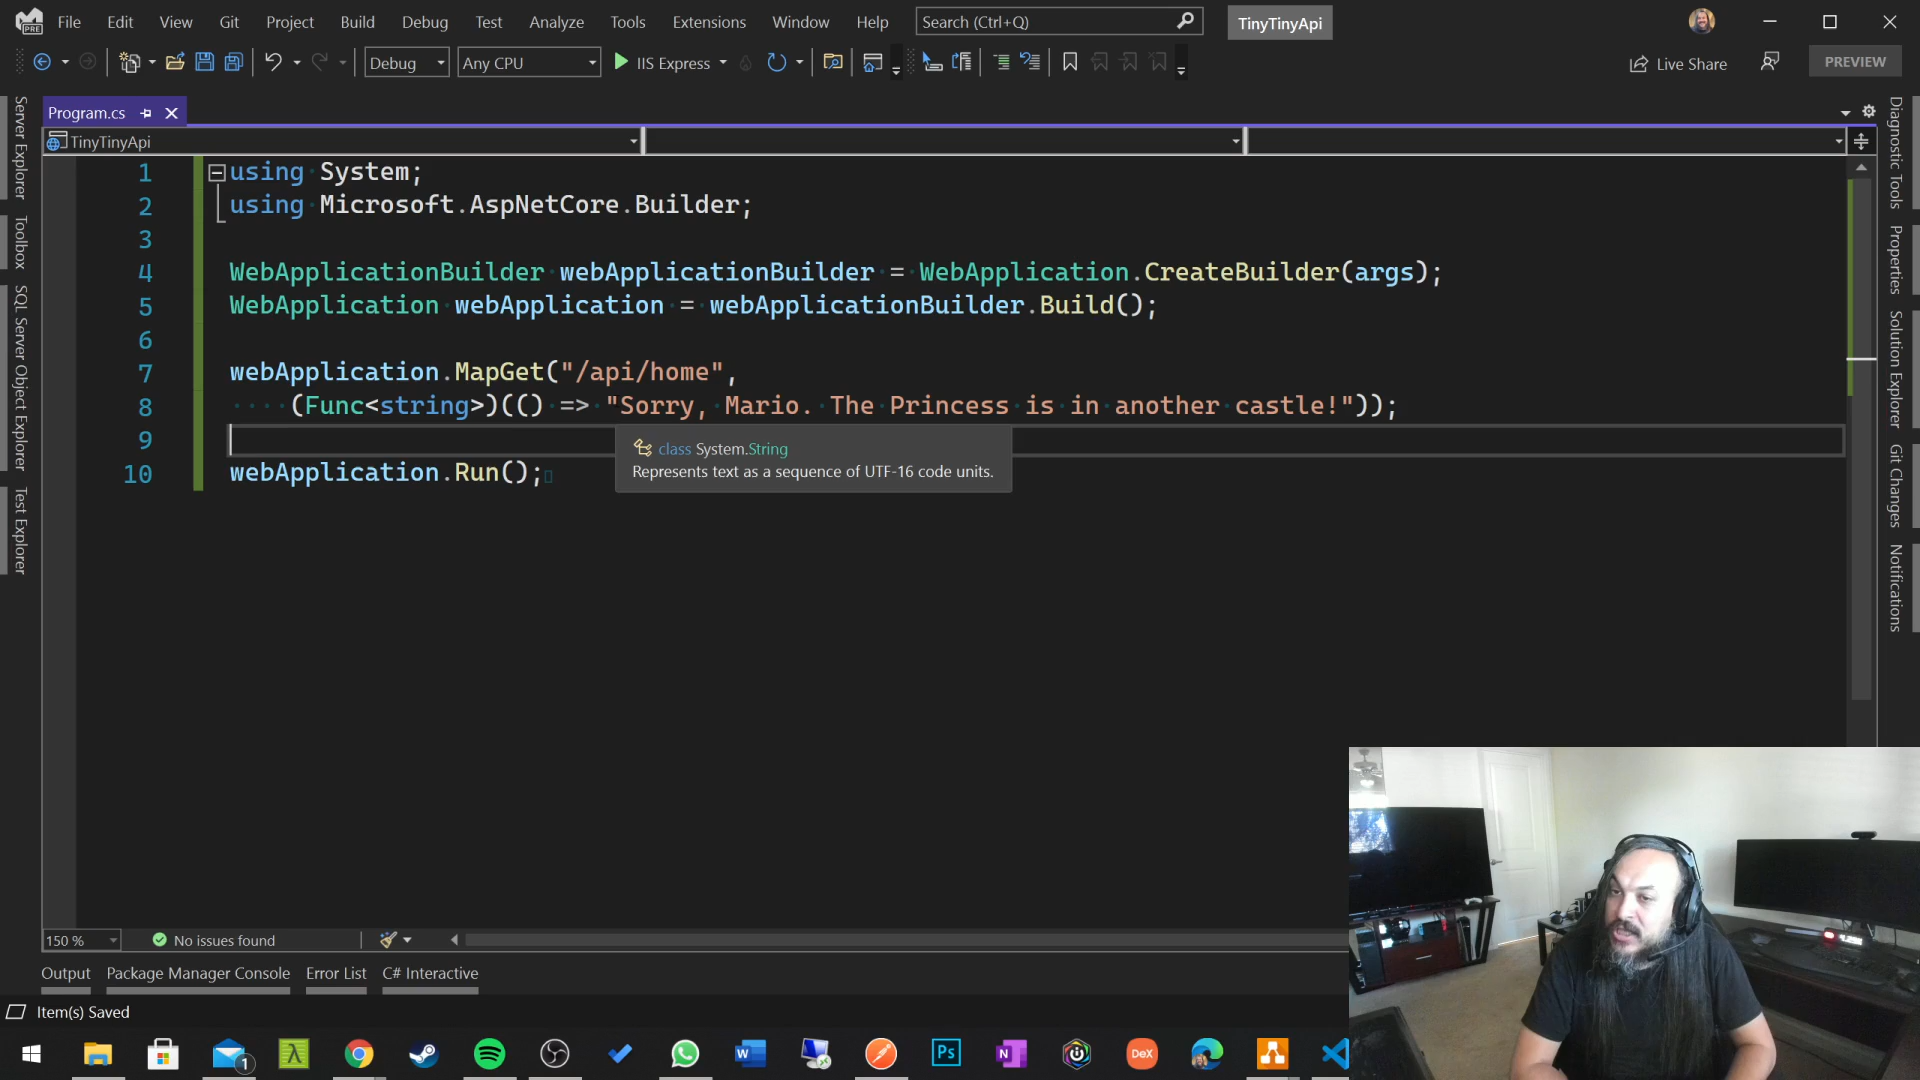 File Edit View Git Project Build Debug Test Analyze Tools Extensions Window Help Search (Ctrl+Q) TinyTinyApi
PRE
Debug Any CPU IIS Express Live Share PREVIEW
Program.cs
TinyTinyApi
1 using System;
2 using Microsoft.AspNetCore.Builder;
3
4 WebApplicationBuilder webApplicationBuilder = WebApplication.CreateBuilder(args);
5 WebApplication webApplication = webApplicationBuilder.Build();
6
7 webApplication.MapGet("/api/home",
8 (Func<string>)(() => "Sorry, Mario. The Princess is in another castle!"));
9
class System.String
Represents text as a sequence of UTF-16 code units.
10 webApplication.Run();
Server Explorer
Toolbox
SQL Server Object Explorer
Test Explorer
Diagnostic Tools
Properties
Solution Explorer
Git Changes
Notifications
150 % No issues found
Output Package Manager Console Error List C# Interactive
Item(s) Saved
1
W
Ps
N
DeX